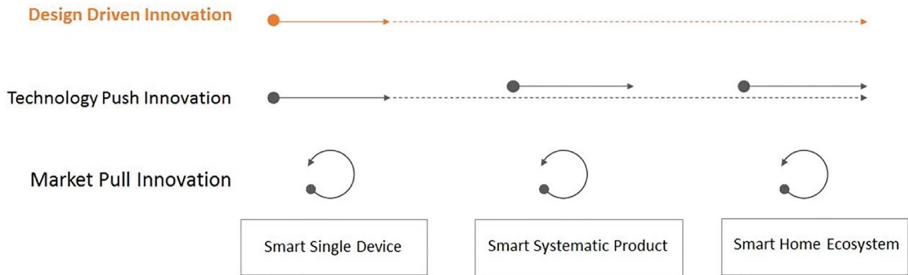 Design Driven Innovation
Technology Push Innovation
Market Pull Innovation
Smart Single Device
Smart Systematic Product
Smart Home Ecosystem